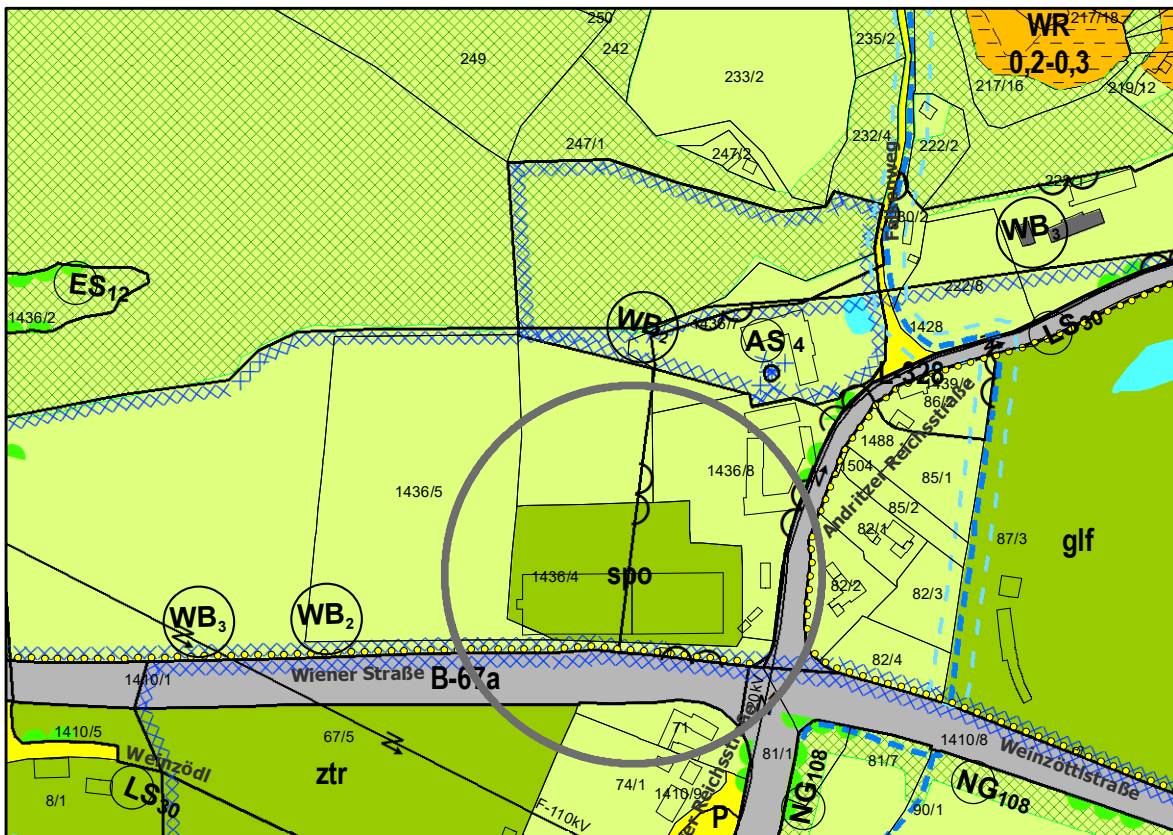 250
217/18
249
242
235/2
WR
0,2-0,3
233/2
217/16
219/12
247/1
232/4
222/2
247/2
Feldweg
222/1
WB3
ES12
222/8
1436/2
WB2
1436/7
AS 4
1428
LS30
1439/1
Andritzer Reichsstraße
1488
1436/8
1504
85/1
1436/5
85/2
82/1
87/3
glf
1436/4
spo
82/2
82/3
WB3
WB2
82/4
1410/1
Wiener Straße
B-67a
71
81/1
1410/8
Weinzöttlstraße
1410/5
67/5
Weinzödl
ztr
81/7
8/1
LS30
74/1
1410/9
NG108
NG108
F-110kV
90/1
P